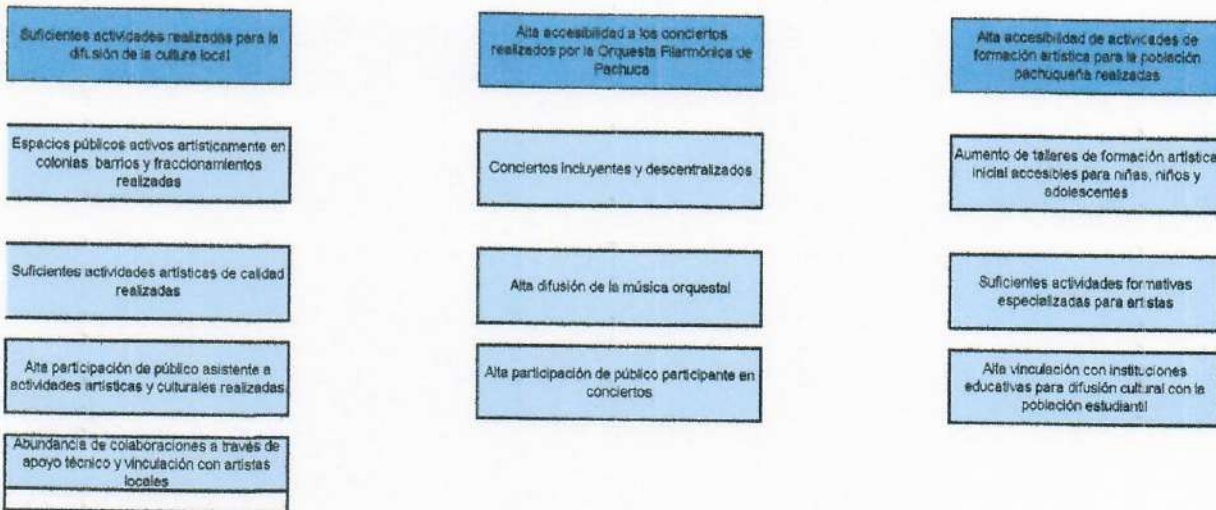 Suficientes actividades realizadas para la
difusión de la cultura local
Espacios públicos activos artísticamente en
colonias, barrios y fraccionamientos
realizadas
Suficientes actividades artísticas de calidad
realizadas
Alta participación de público asistente a
actividades artísticas y culturales realizadas
Abundancia de colaboraciones a través de
apoyo técnico y vinculación con artistas
locales
Alta accesibilidad a los conciertos
realizados por la Orquesta Filarmónica de
Pachuca
Conciertos incluyentes y descentralizados
Alta difusión de la música orquestal
Alta participación de público participante en
conciertos
Alta accesibilidad de actividades de
formación artística para la población
pachuqueña realizadas
Aumento de talleres de formación artística
inicial accesibles para niñas, niños y
adolescentes
Suficientes actividades formativas
especializadas para artistas
Alta vinculación con instituciones
educativas para difusión cultural con la
población estudiantil